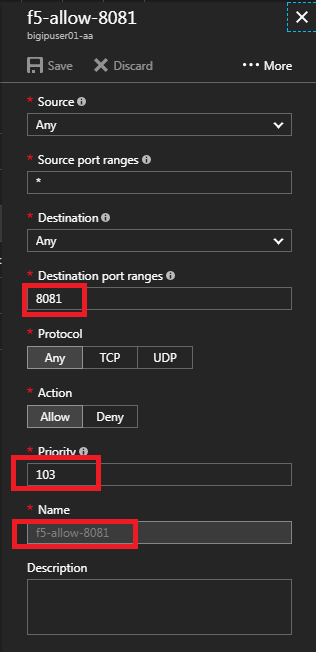 f5-allow-8081
bigipuser01-aa
Save Discard ••• More
* Source
Any
* Source port ranges
*
* Destination
Any
* Destination port ranges
8081
* Protocol
Any TCP UDP
* Action
Allow Deny
* Priority
103
* Name
f5-allow-8081
Description